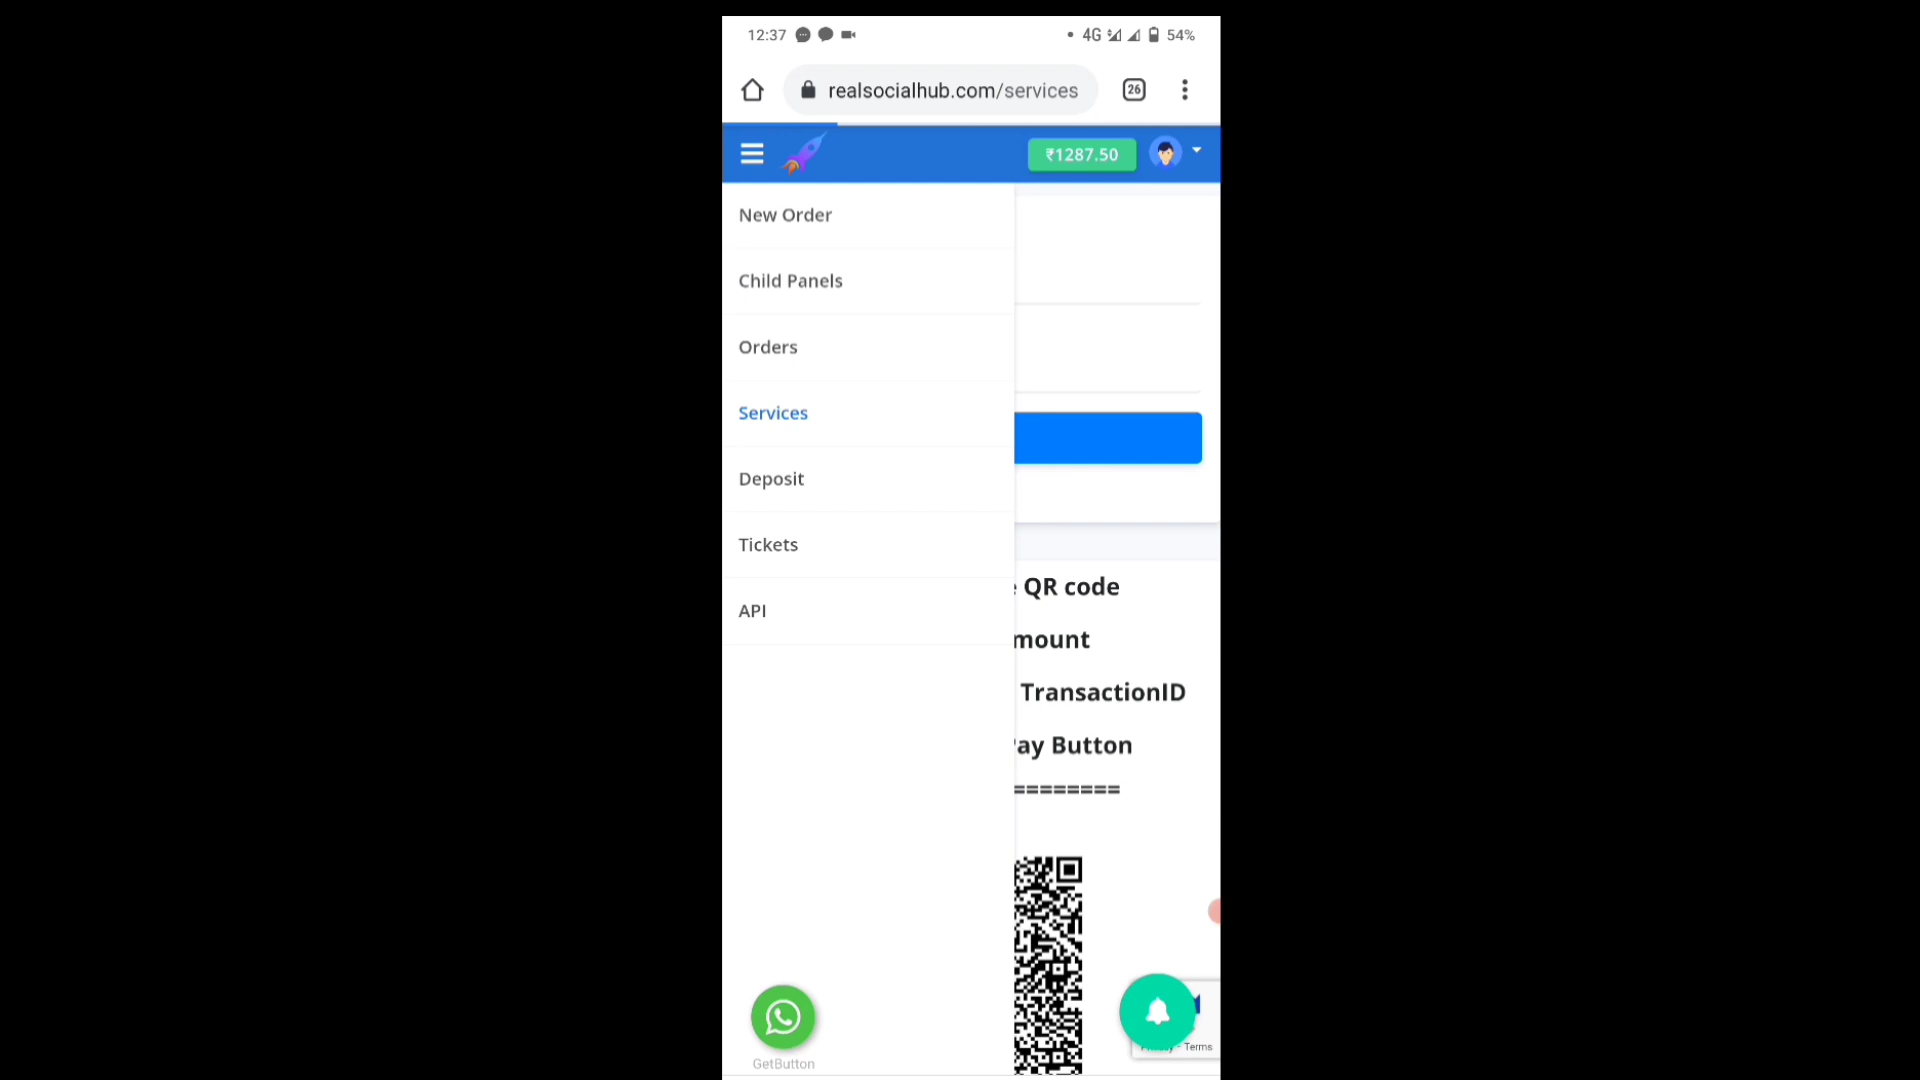 12:37 4G 54%
realsocialhub.com/services 26
₹1287.50
New Order
Child Panels
Orders
Services
Deposit
Tickets
API
QR code
mount
TransactionID
ay Button
========
GetButton
Privacy - Terms